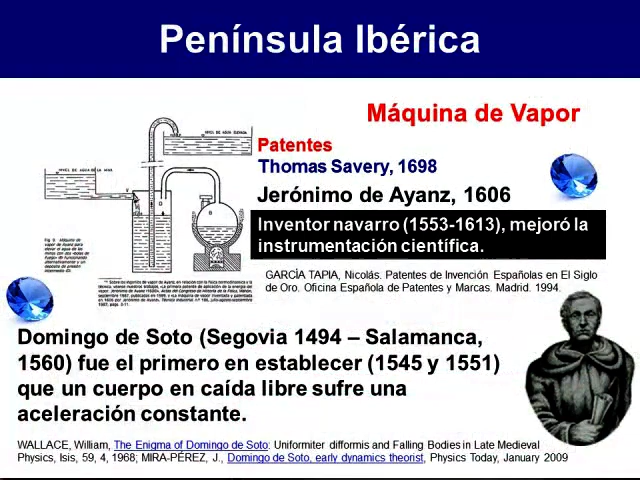 Península Ibérica
Máquina de Vapor
Patentes
Thomas Savery, 1698
Jerónimo de Ayanz, 1606
Inventor navarro (1553-1613), mejoró la
instrumentación científica.
GARCÌA TAPIA, Nicolás. Patentes de Invención Españolas en El Siglo
de Oro. Oficina Española de Patentes y Marcas. Madrid. 1994.
Domingo de Soto (Segovia 1494 – Salamanca,
1560) fue el primero en establecer (1545 y 1551)
que un cuerpo en caída libre sufre una
aceleración constante.
WALLACE, William, The Enigma of Domingo de Soto: Uniformiter difformis and Falling Bodies in Late Medieval
Physics, Isis, 59, 4, 1968; MIRA-PÉREZ, J., Domingo de Soto, early dynamics theorist, Physics Today, January 2009